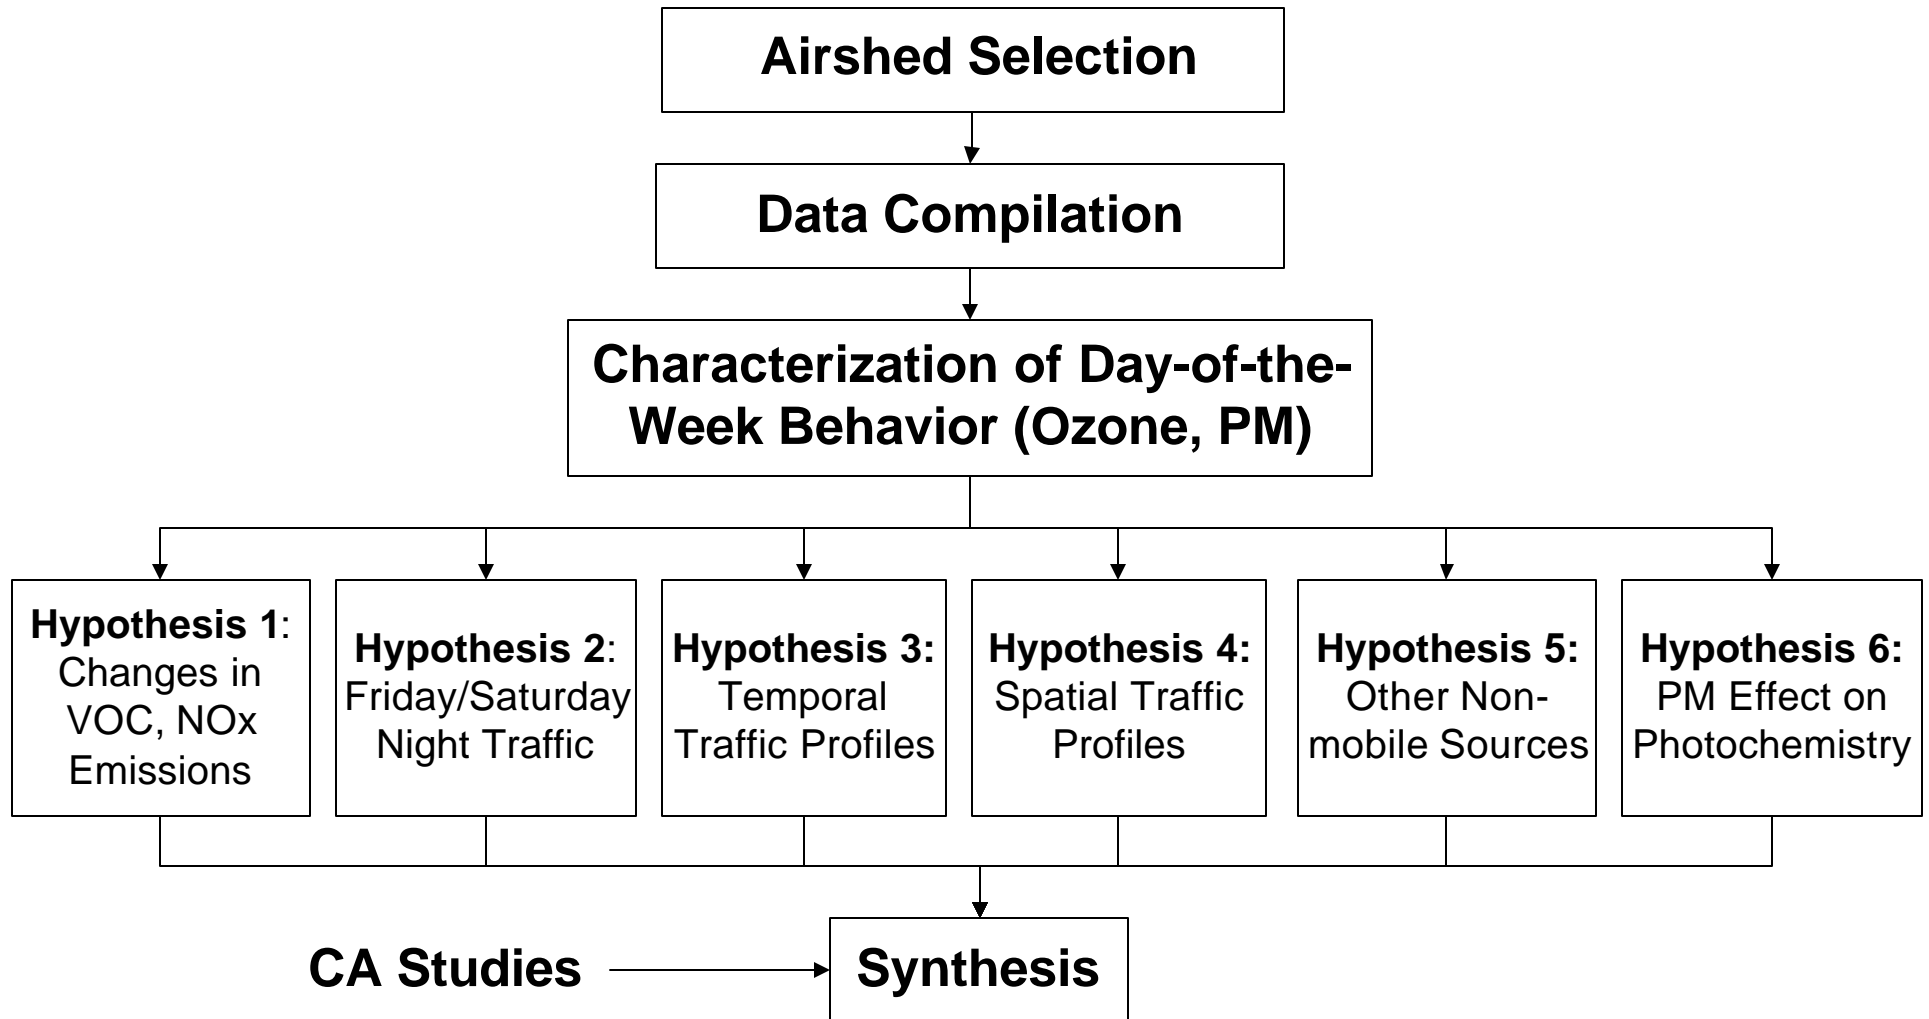 Airshed Selection
Data Compilation
Characterization of Day-of-the-
Week Behavior (Ozone, PM)
Hypothesis 1:
Changes in
VOC, NOx
Emissions
Hypothesis 2:
Friday/Saturday
Night Traffic
Hypothesis 3:
Temporal
Traffic Profiles
Hypothesis 4:
Spatial Traffic
Profiles
Hypothesis 5:
Other Non-
mobile Sources
Hypothesis 6:
PM Effect on
Photochemistry
CA Studies
Synthesis